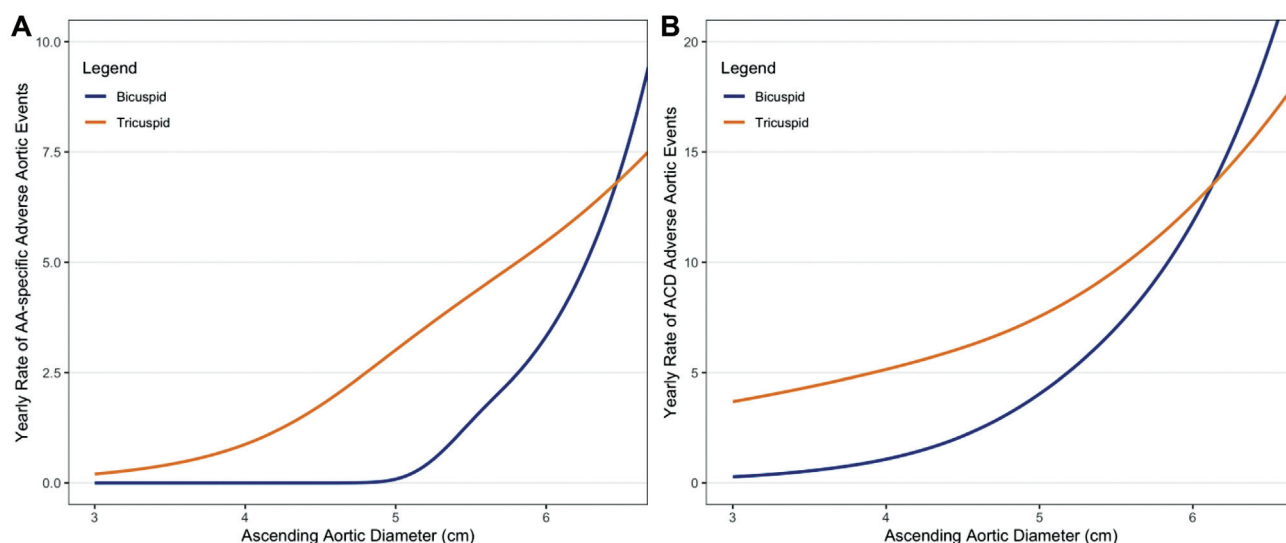 A
Yearly Rate of AA-specific Adverse Aortic Events
10.0
7.5
5.0
2.5
0.0
Legend
Bicuspid
Tricuspid
3
4
5
6
Ascending Aortic Diameter (cm)
B
Yearly Rate of ACD Adverse Aortic Events
20
15
10
5
0
Legend
Bicuspid
Tricuspid
3
4
5
6
Ascending Aortic Diameter (cm)